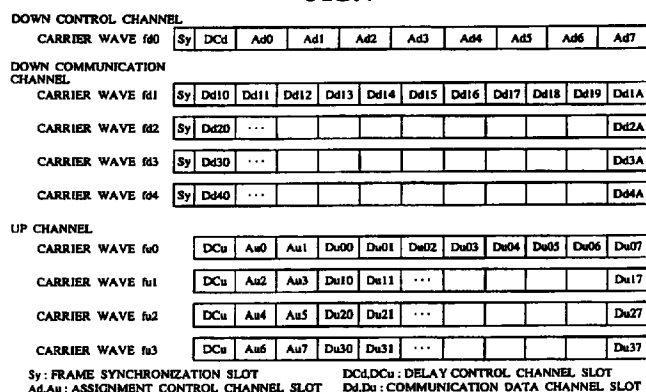 DOWN CONTROL CHANNEL
CARRIER WAVE fd0 Sy DCd Ad0 Ad1 Ad2 Ad3 Ad4 Ad5 Ad6 Ad7
DOWN COMMUNICATION
CHANNEL
CARRIER WAVE fd1 Sy Dd10 Dd11 Dd12 Dd13 Dd14 Dd15 Dd16 Dd17 Dd18 Dd19 Dd1A
CARRIER WAVE fd2 Sy Dd20 ... Dd2A
CARRIER WAVE fd3 Sy Dd30 ... Dd3A
CARRIER WAVE fd4 Sy Dd40 ... Dd4A
UP CHANNEL
CARRIER WAVE fu0 DCu Au0 Au1 Du00 Du01 Du02 Du03 Du04 Du05 Du06 Du07
CARRIER WAVE fu1 DCu Au2 Au3 Du10 Du11 ... Du17
CARRIER WAVE fu2 DCu Au4 Au5 Du20 Du21 ... Du27
CARRIER WAVE fu3 DCu Au6 Au7 Du30 Du31 ... Du37
Sy : FRAME SYNCHRONIZATION SLOT DCd,DCu : DELAY CONTROL CHANNEL SLOT
Ad,Au : ASSIGNMENT CONTROL CHANNEL SLOT Dd,Du : COMMUNICATION DATA CHANNEL SLOT